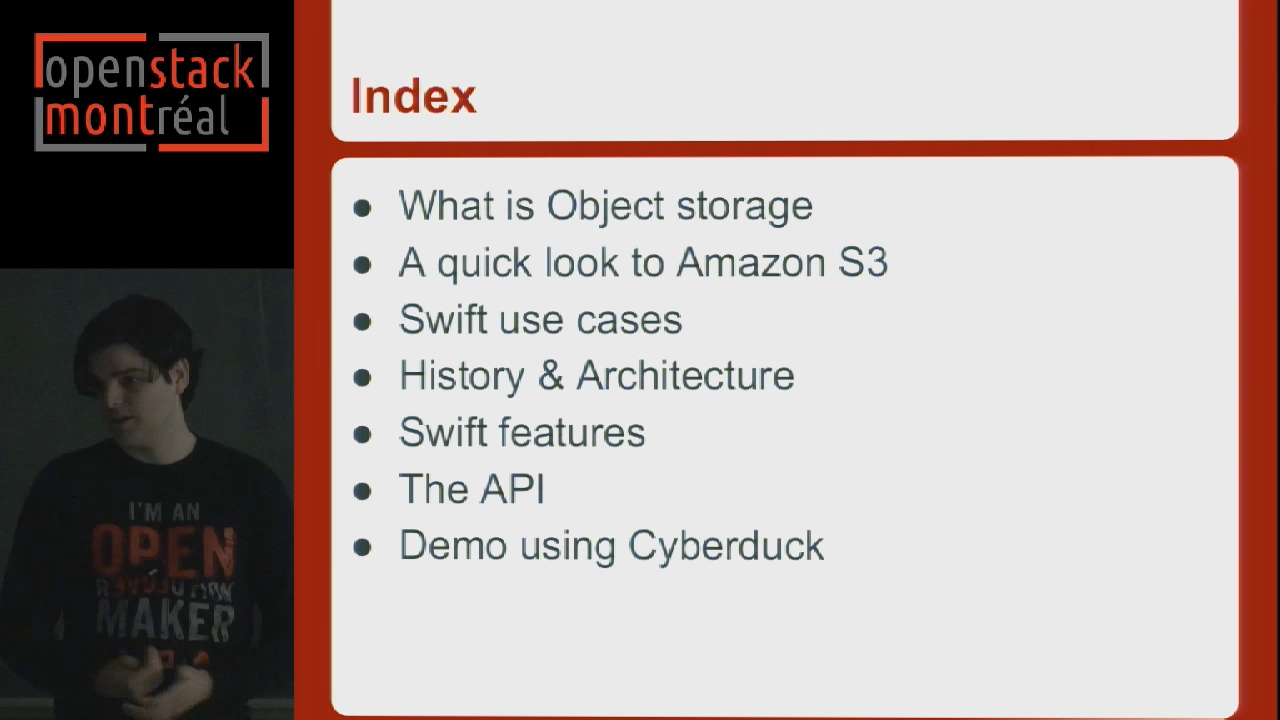 openstack
montréal
Index
● What is Object storage
● A quick look to Amazon S3
● Swift use cases
● History & Architecture
● Swift features
● The API
● Demo using Cyberduck
I'M AN
OPEN
REVOLUTION
MAKER